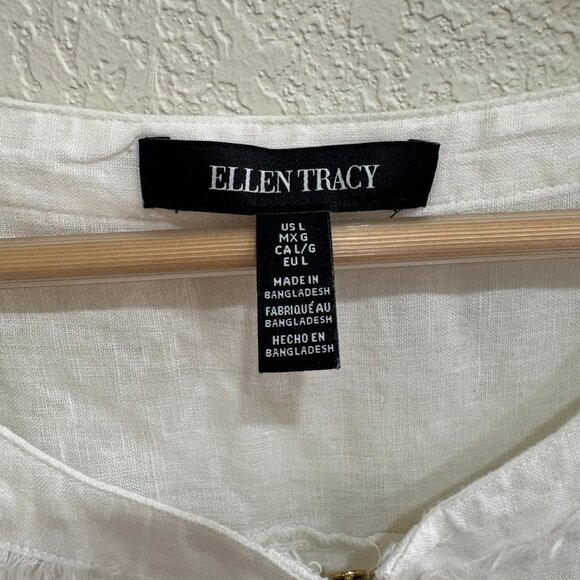 ELLEN TRACY
US L
MX G
CA L/G
EU L
MADE IN
BANGLADESH
FABRIQUÉ AU
BANGLADESH
HECHO EN
BANGLADESH